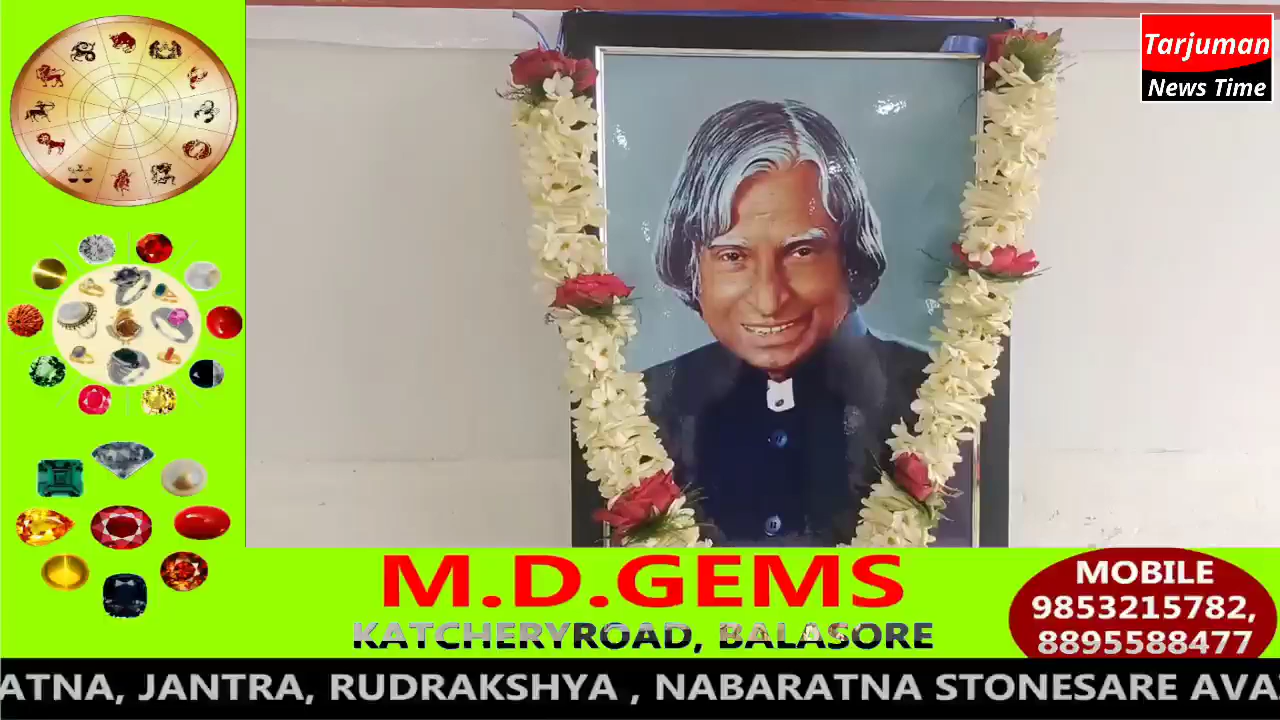 Tarjuman
News Time
M.D.GEMS
KATCHERYROAD, BALASORE
MOBILE
9853215782,
8895588477
ATNA, JANTRA, RUDRAKSHYA , NABARATNA STONESARE AVA